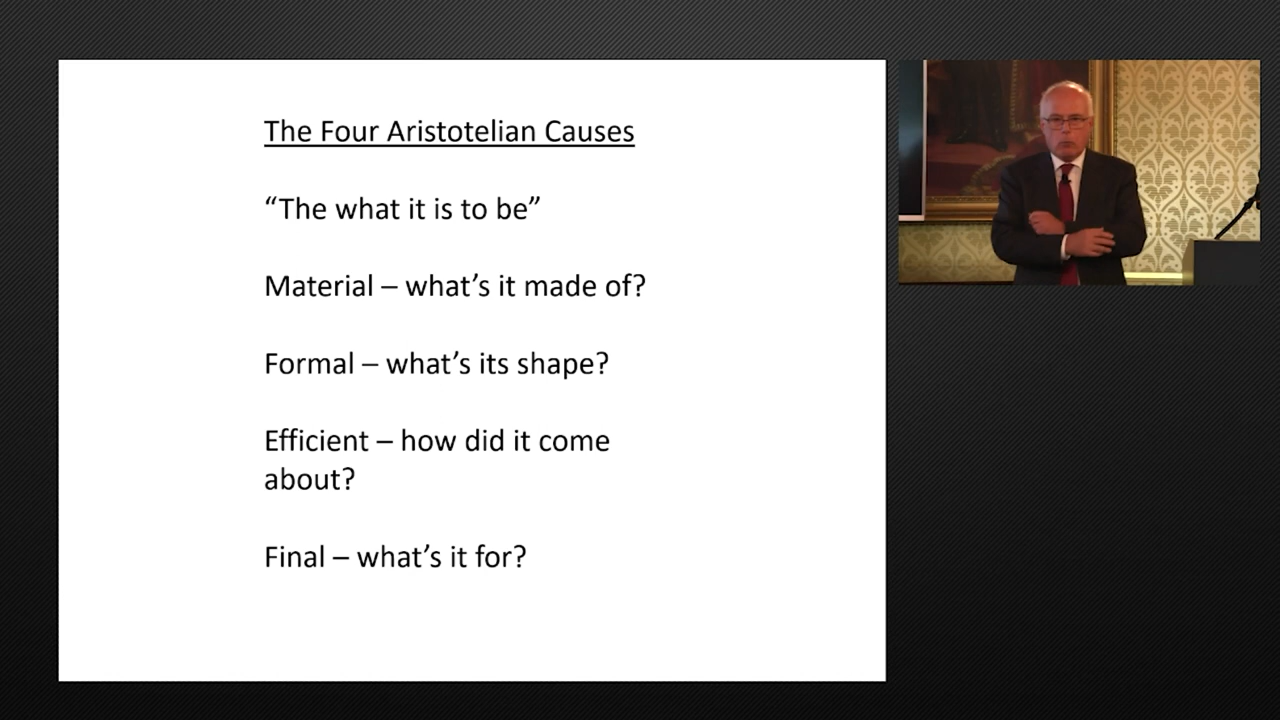 The Four Aristotelian Causes
“The what it is to be”
Material – what’s it made of?
Formal – what’s its shape?
Efficient – how did it come
about?
Final – what’s it for?